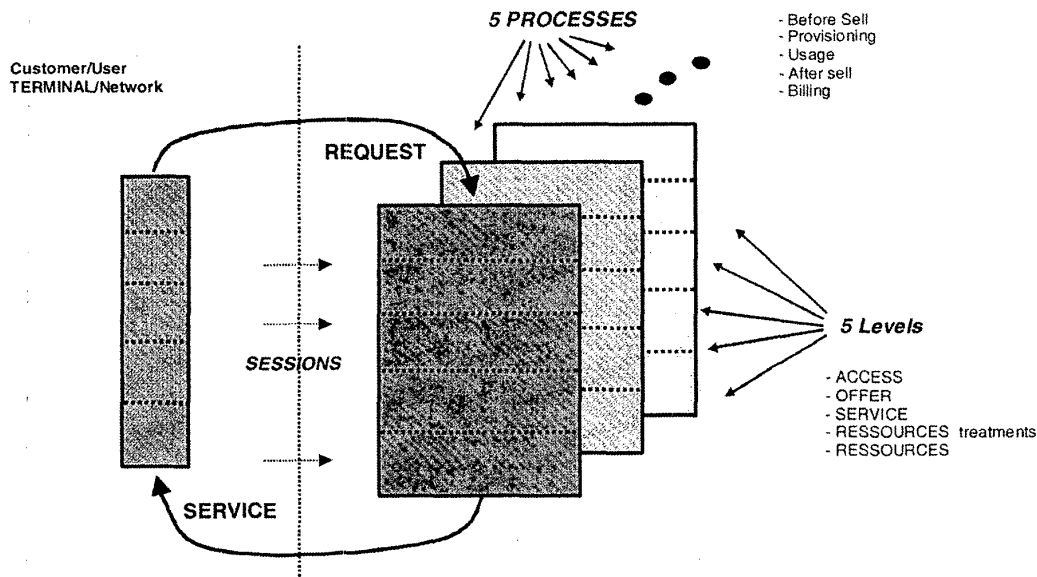 5 PROCESSES
- Before Sell
- Provisioning
- Usage
- After sell
- Billing
Customer/User
TERMINAL/Network
REQUEST
SESSIONS
5 Levels
- ACCESS
- OFFER
- SERVICE
- RESSOURCES treatments
- RESSOURCES
SERVICE